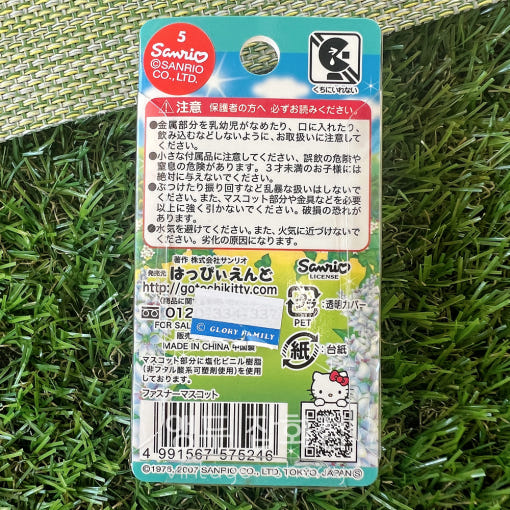 5
Sanrio
©SANRIO
CO.,LTD.
くちにいれない
⚠注意 保護者の方へ 必ずお読みください。
●金属部分を乳幼児がなめたり、口に入れたり、
飲み込むなどしないように、お取扱いに注意して
ください。
●小さな付属品に注意してください、誤飲の危険や
窒息の危険があります。3才未満のお子様には
絶対に与えないでください。
●ぶつけたり振り回すなど乱暴な扱いはしないで
ください。また、マスコット部分や金具などを必要
以上に強く引かないでください。破損の恐れが
あります。
●水気を避けてください。また、火気に近づけないで
ください。劣化の原因になります。
著作 株式会社サンリオ
発売元 はっぴぃえんど
http://gotochikitty.com/
Sanrio
LICENSE
PET
:透明カバー
紙
:台紙
(商品に関
012
FOR SAL
© GLORY FAMILY
販売
MADE IN CHINA 中国製
マスコット部分に塩化ビニル樹脂
(非フタル酸系可塑剤使用)を使用
しております。
ファスナーマスコット
4 991567 575246
©1975, 2007 SANRIO CO., LTD. TOKYO, JAPAN Ⓢ